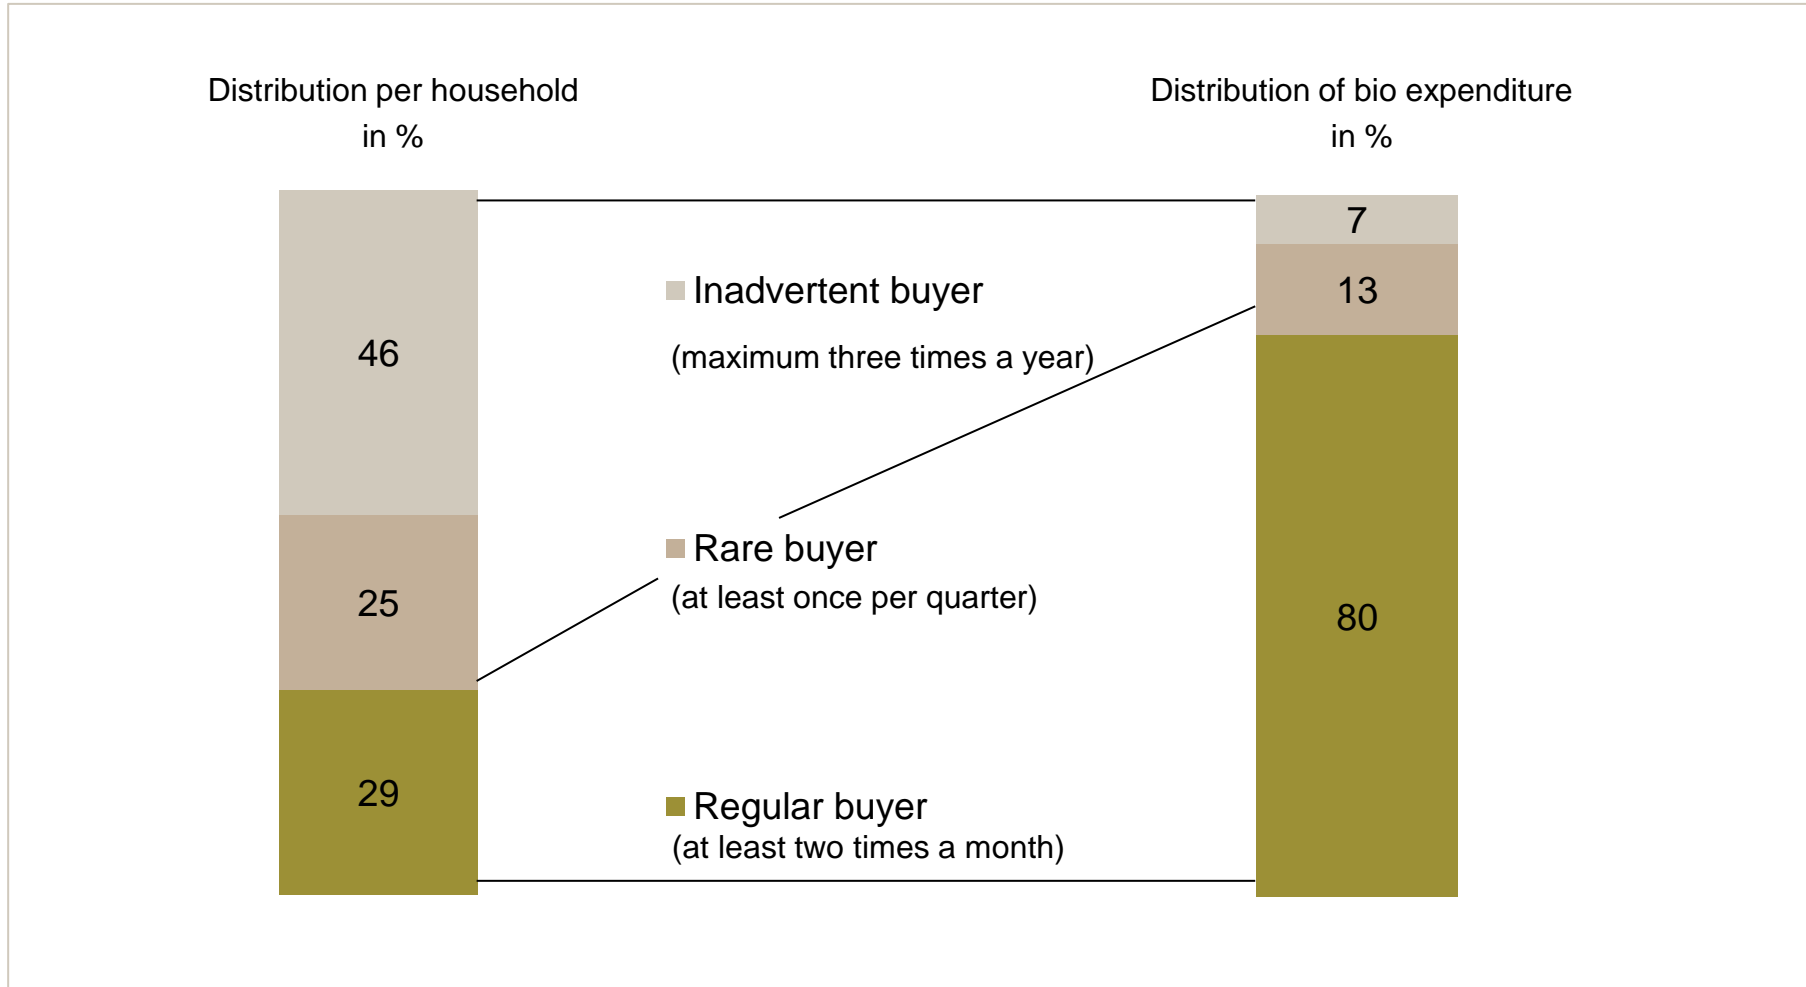 Distribution per household
in %
Distribution of bio expenditure
in %
46
25
29
Inadvertent buyer
(maximum three times a year)
Rare buyer
(at least once per quarter)
Regular buyer
(at least two times a month)
7
13
80